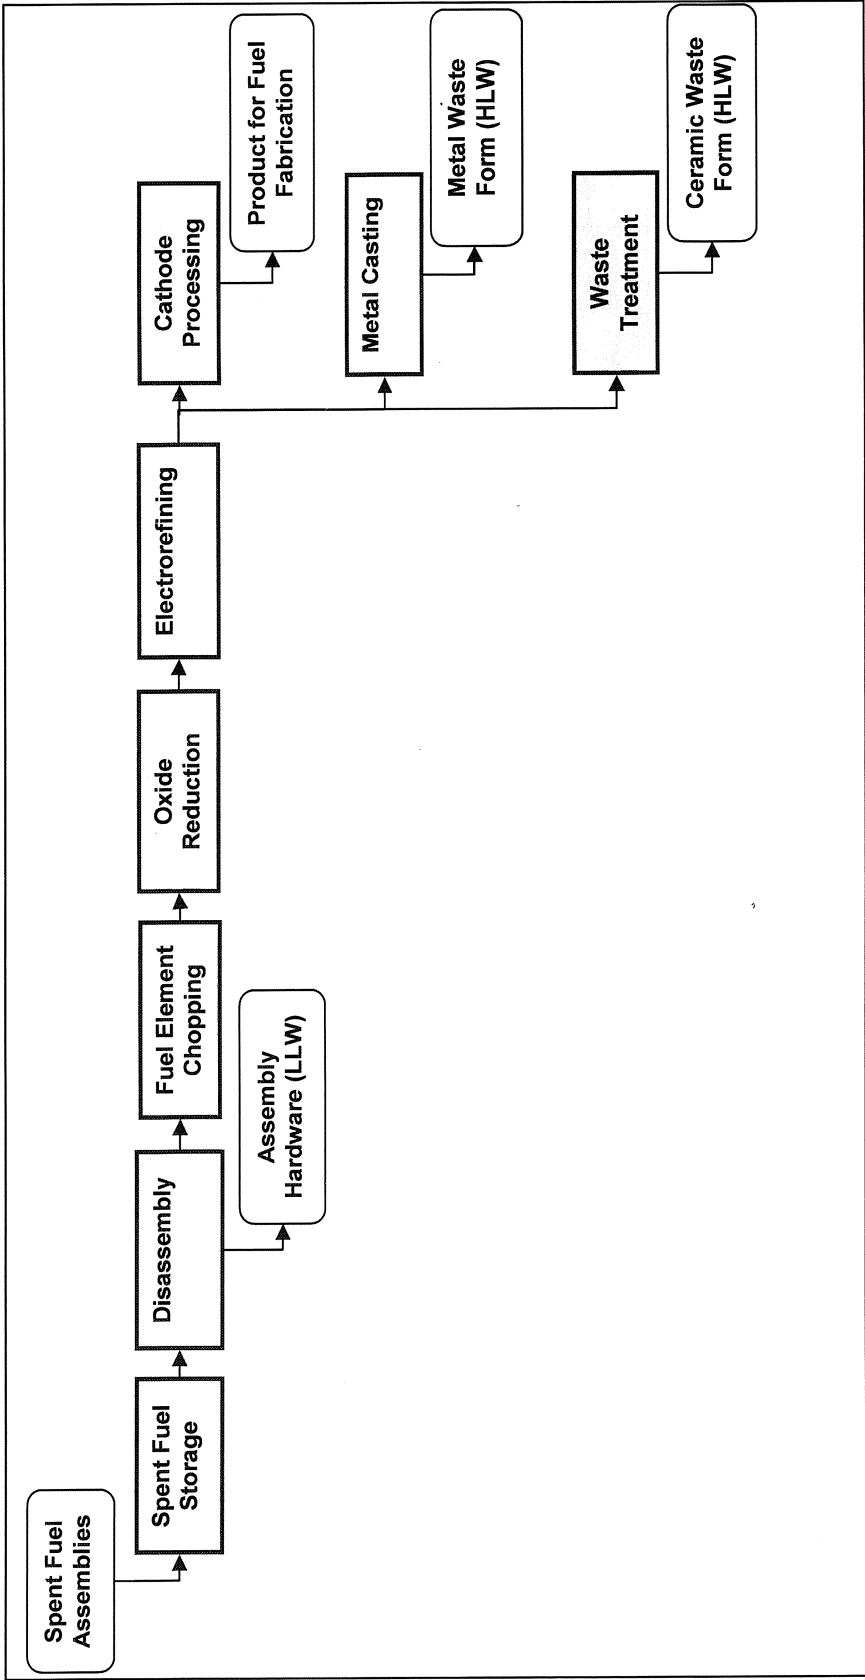 Spent Fuel
Assemblies
Spent Fuel
Storage
Disassembly
Assembly
Hardware (LLW)
Fuel Element
Chopping
Oxide
Reduction
Electrorefining
Cathode
Processing
Product for Fuel
Fabrication
Metal Casting
Metal Waste
Form (HLW)
Waste
Treatment
Ceramic Waste
Form (HLW)